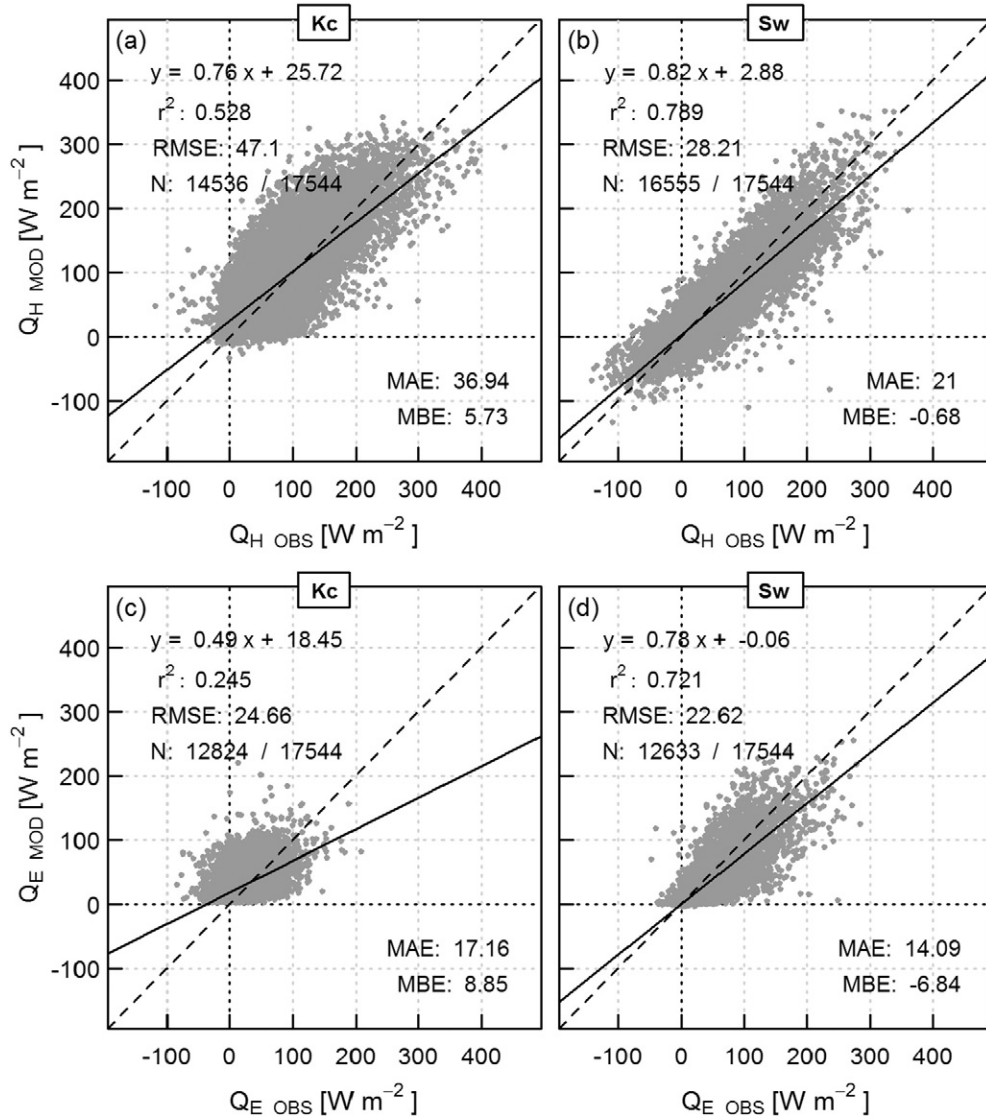 Kc
(a)
y = 0.76 x + 25.72
r² : 0.528
RMSE: 47.1
N: 14536 / 17544
MAE: 36.94
MBE: 5.73
400
300
200
100
0
-100
Q_H MOD [W m⁻²]
-100 0 100 200 300 400
Q_H OBS [W m⁻²]
Sw
(b)
y = 0.82 x + 2.88
r² : 0.789
RMSE: 28.21
N: 16555 / 17544
MAE: 21
MBE: -0.68
-100 0 100 200 300 400
Q_H OBS [W m⁻²]
Kc
(c)
y = 0.49 x + 18.45
r² : 0.245
RMSE: 24.66
N: 12824 / 17544
MAE: 17.16
MBE: 8.85
400
300
200
100
0
-100
Q_E MOD [W m⁻²]
-100 0 100 200 300 400
Q_E OBS [W m⁻²]
Sw
(d)
y = 0.78 x + -0.06
r² : 0.721
RMSE: 22.62
N: 12633 / 17544
MAE: 14.09
MBE: -6.84
-100 0 100 200 300 400
Q_E OBS [W m⁻²]